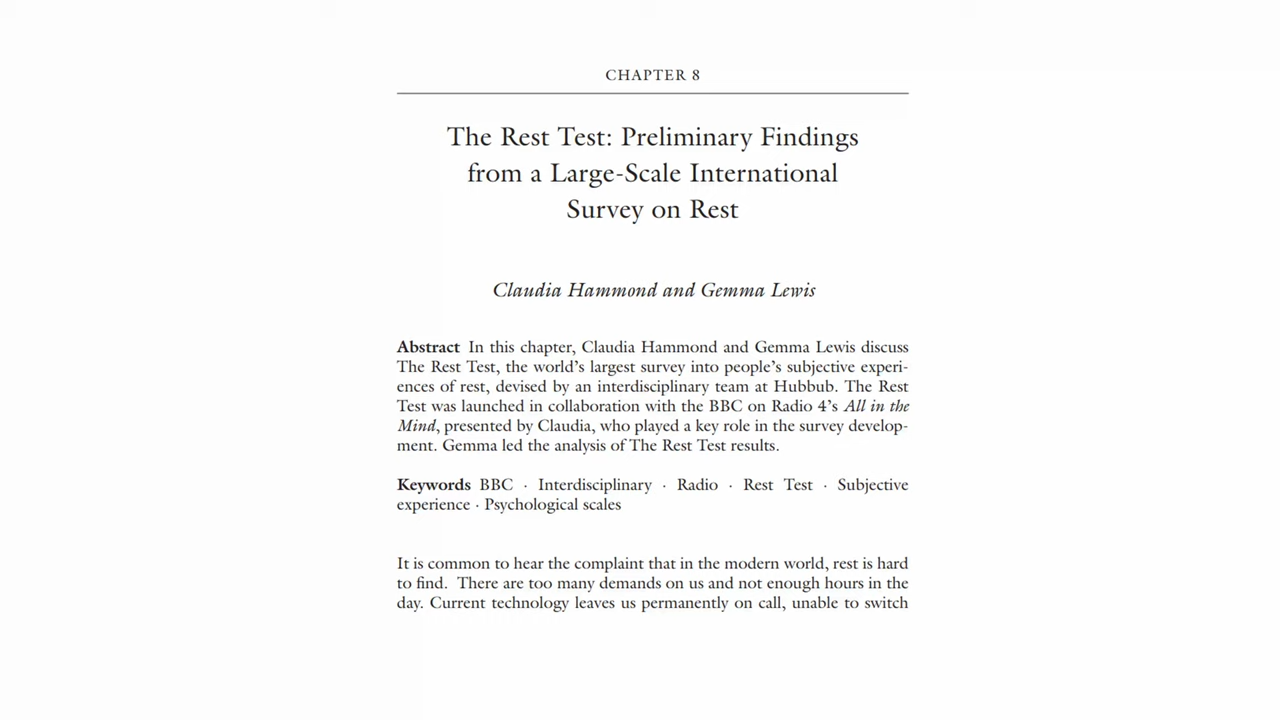 CHAPTER 8
The Rest Test: Preliminary Findings
from a Large-Scale International
Survey on Rest
Claudia Hammond and Gemma Lewis
Abstract In this chapter, Claudia Hammond and Gemma Lewis discuss
The Rest Test, the world's largest survey into people's subjective experi-
ences of rest, devised by an interdisciplinary team at Hubbub. The Rest
Test was launched in collaboration with the BBC on Radio 4's All in the
Mind, presented by Claudia, who played a key role in the survey develop-
ment. Gemma led the analysis of The Rest Test results.
Keywords BBC · Interdisciplinary · Radio · Rest Test · Subjective
experience · Psychological scales
It is common to hear the complaint that in the modern world, rest is hard
to find. There are too many demands on us and not enough hours in the
day. Current technology leaves us permanently on call, unable to switch